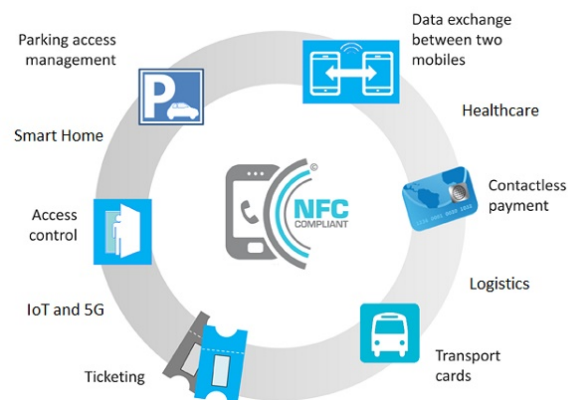 Data exchange
between two
mobiles
Healthcare
Contactless
payment
Logistics
Transport
cards
Ticketing
IoT and 5G
Access
control
Smart Home
Parking access
management
P
©
NFC
COMPLIANT